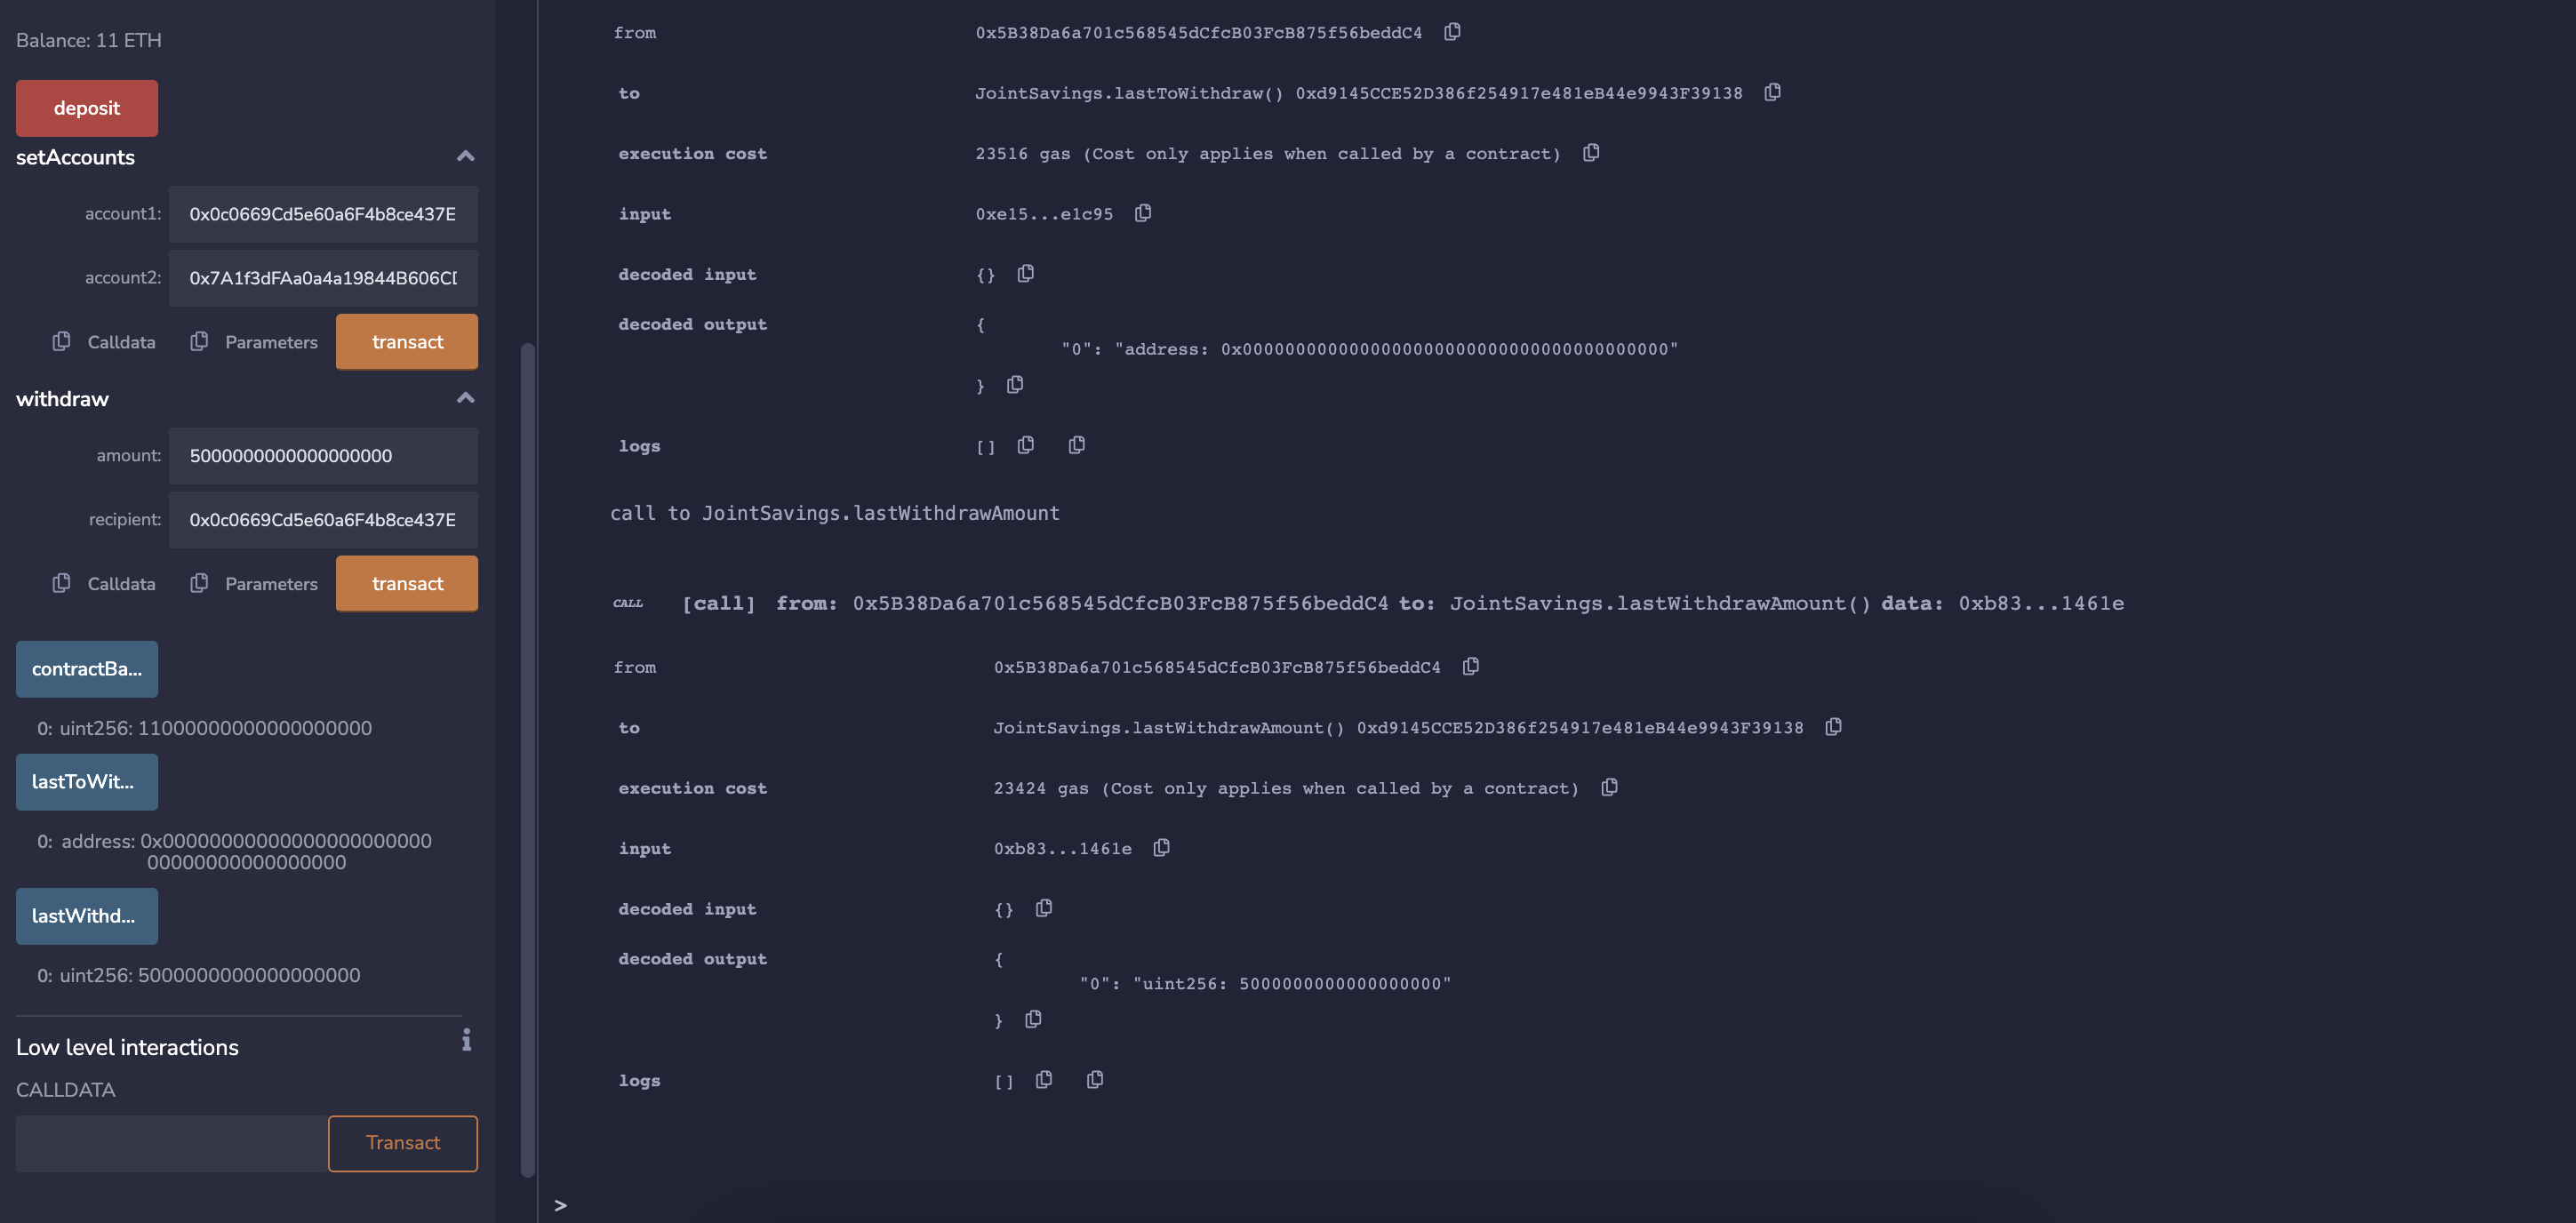 Balance: 11 ETH
deposit
setAccounts
account1: 0x0c0669Cd5e60a6F4b8ce437E
account2: 0x7A1f3dFAa0a4a19844B606CD
Calldata Parameters transact
withdraw
amount: 5000000000000000000
recipient: 0x0c0669Cd5e60a6F4b8ce437E
Calldata Parameters transact
contractBa...
0: uint256: 11000000000000000000
lastToWit...
0: address: 0x00000000000000000000000
00000000000000000
lastWithd...
0: uint256: 5000000000000000000
Low level interactions
i
CALLDATA
Transact
from 0x5B38Da6a701c568545dCfcB03FcB875f56beddC4
to JointSavings.lastToWithdraw() 0xd9145CCE52D386f254917e481eB44e9943F39138
execution cost 23516 gas (Cost only applies when called by a contract)
input 0xe15...e1c95
decoded input {}
decoded output {
"0": "address: 0x0000000000000000000000000000000000000000"
}
logs []
call to JointSavings.lastWithdrawAmount
CALL [call] from: 0x5B38Da6a701c568545dCfcB03FcB875f56beddC4 to: JointSavings.lastWithdrawAmount() data: 0xb83...1461e
from 0x5B38Da6a701c568545dCfcB03FcB875f56beddC4
to JointSavings.lastWithdrawAmount() 0xd9145CCE52D386f254917e481eB44e9943F39138
execution cost 23424 gas (Cost only applies when called by a contract)
input 0xb83...1461e
decoded input {}
decoded output {
"0": "uint256: 5000000000000000000"
}
logs []
>